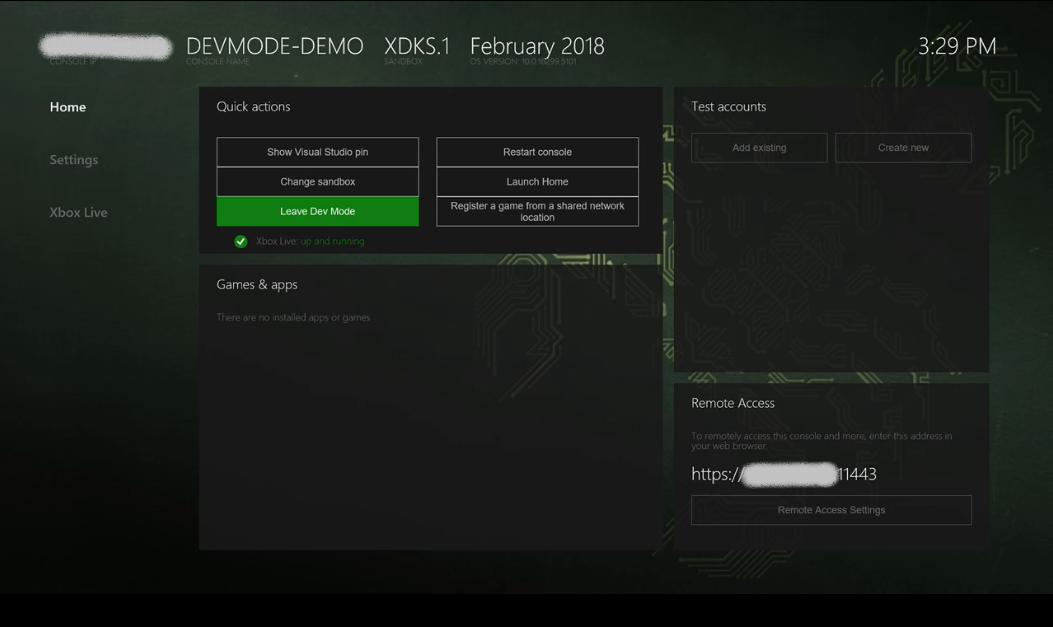 DEVMODE-DEMO XDKS.1 February 2018 3:29 PM
CONSOLE IP CONSOLE NAME SANDBOX OS VERSION: 10.0.16299.5101
Home
Settings
Xbox Live
Quick actions
Show Visual Studio pin
Restart console
Change sandbox
Launch Home
Leave Dev Mode
Register a game from a shared network
location
Xbox Live: up and running
Games & apps
There are no installed apps or games
Test accounts
Add existing
Create new
Remote Access
To remotely access this console and more, enter this address in
your web browser.
https:// 11443
Remote Access Settings